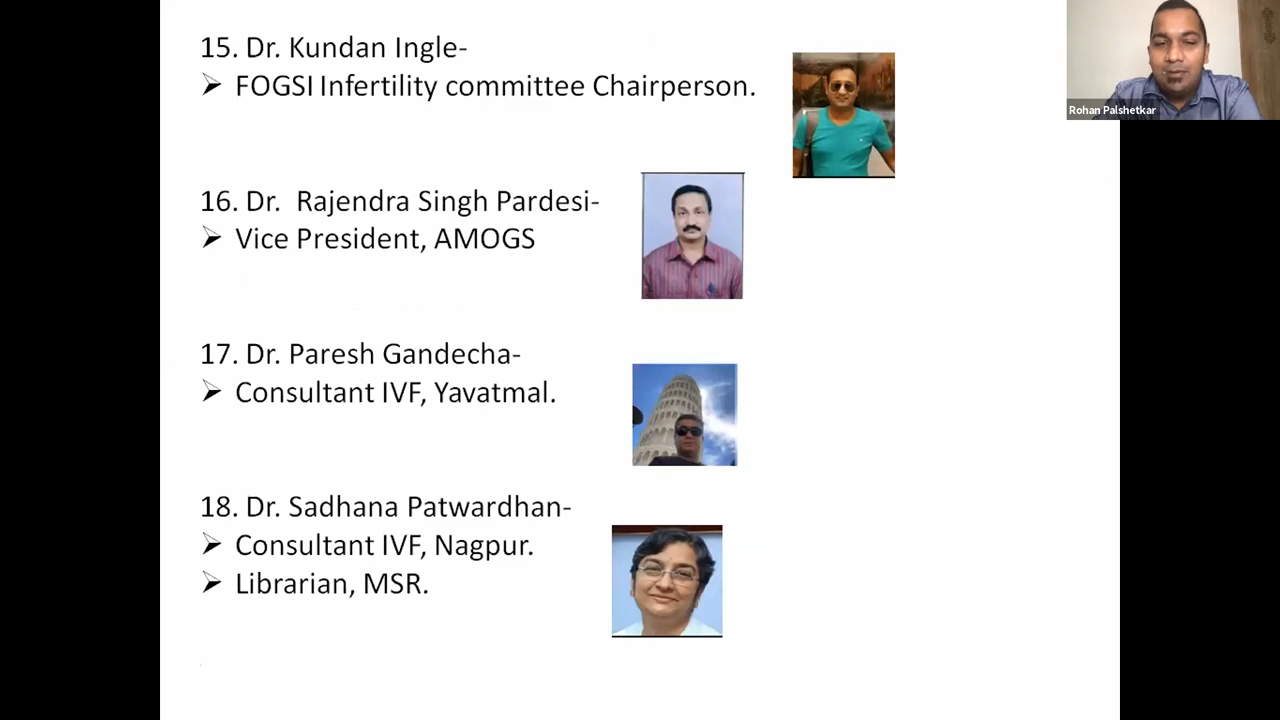 15. Dr. Kundan Ingle-
➢ FOGSI Infertility committee Chairperson.
Rohan Palshetkar
16. Dr. Rajendra Singh Pardesi-
➢ Vice President, AMOGS
17. Dr. Paresh Gandecha-
➢ Consultant IVF, Yavatmal.
18. Dr. Sadhana Patwardhan-
➢ Consultant IVF, Nagpur.
➢ Librarian, MSR.